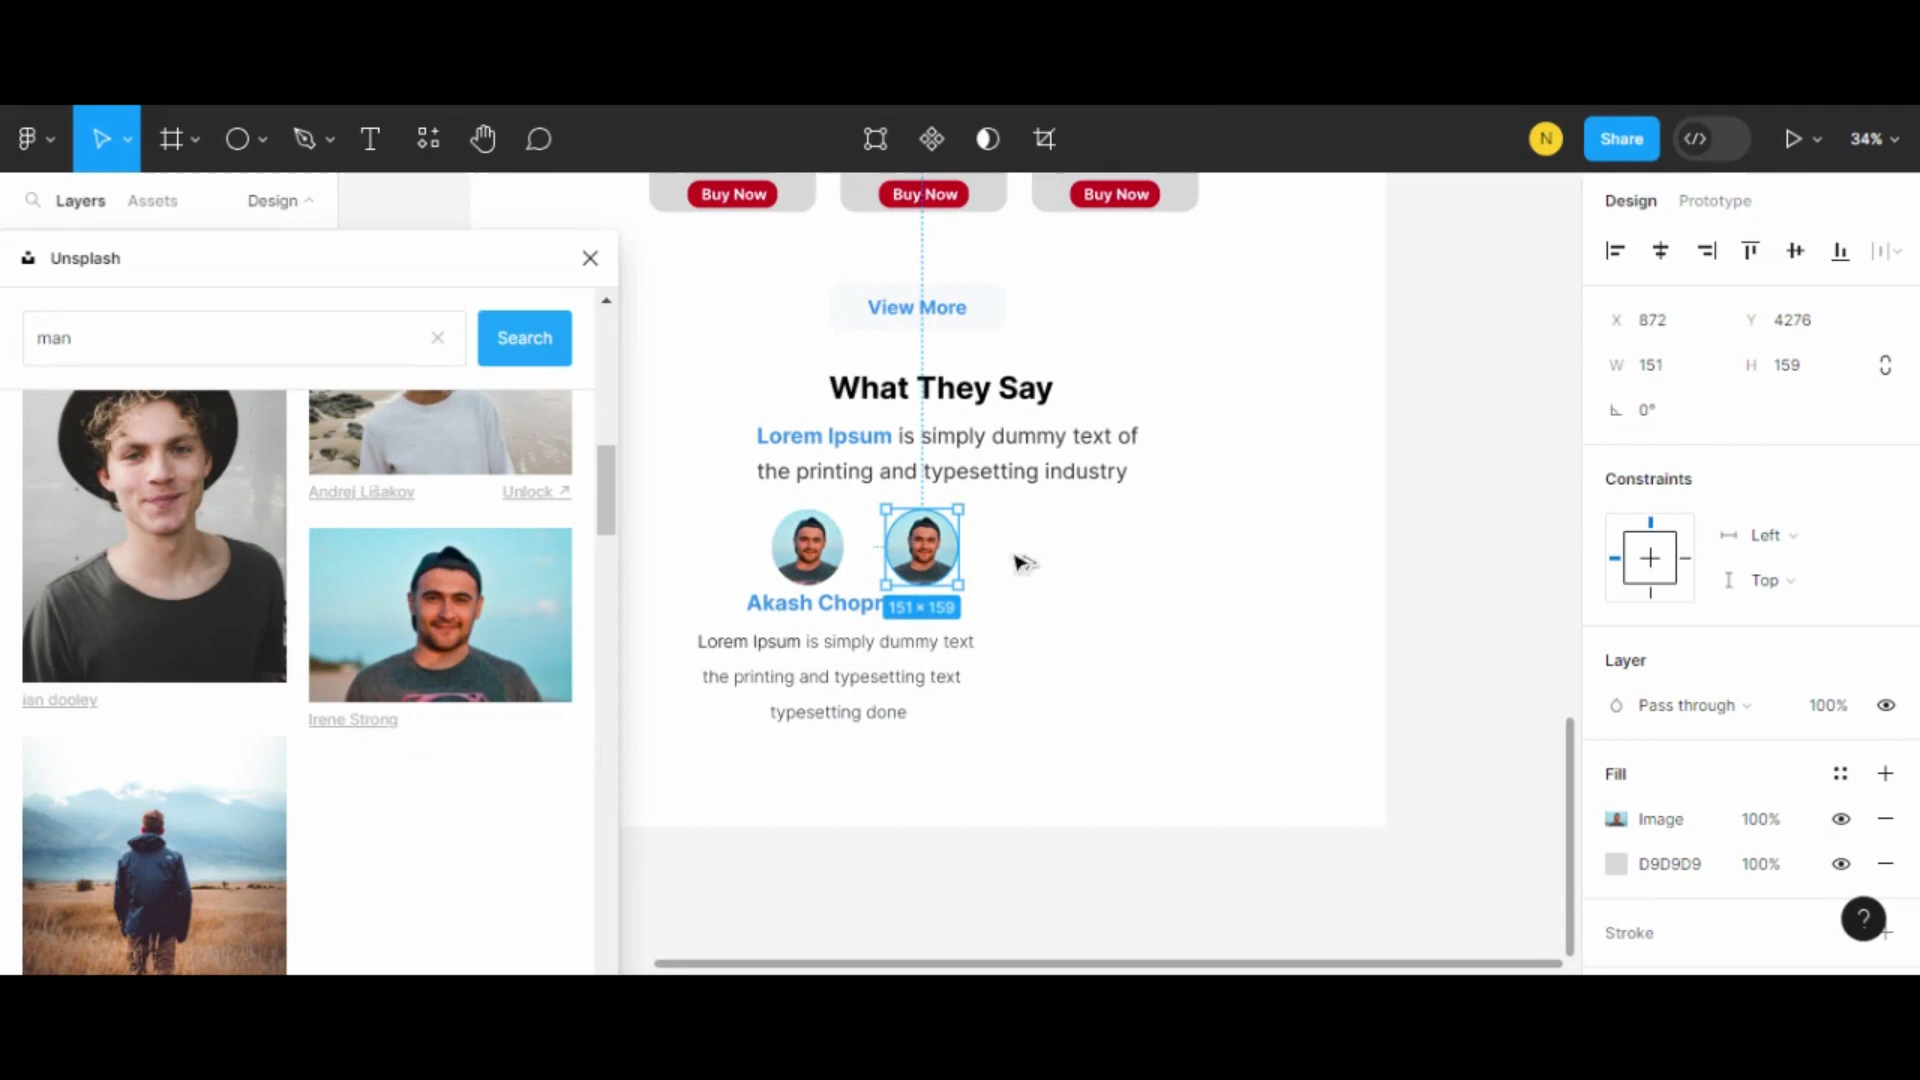 N
Share
34%
Layers
Assets
Design
Unsplash
man
Search
Andrej Lišakov
Unlock
ian dooley
Irene Strong
Buy Now
Buy Now
Buy Now
View More
What They Say
Lorem Ipsum is simply dummy text of
the printing and typesetting industry
Akash Chopr
151 × 159
Lorem Ipsum is simply dummy text
the printing and typesetting text
typesetting done
Design
Prototype
X 872
Y 4276
W 151
H 159
0°
Constraints
Left
Top
Layer
Pass through
100%
Fill
Image
100%
D9D9D9
100%
Stroke
?